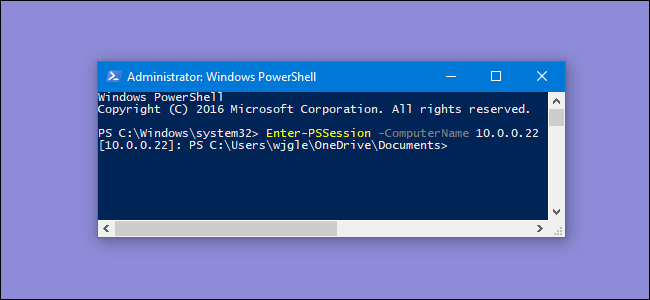 Administrator: Windows PowerShell
Windows PowerShell
Copyright (C) 2016 Microsoft Corporation. All rights reserved.
PS C:\Windows\system32> Enter-PSSession -ComputerName 10.0.0.22
[10.0.0.22]: PS C:\Users\wjgle\OneDrive\Documents>